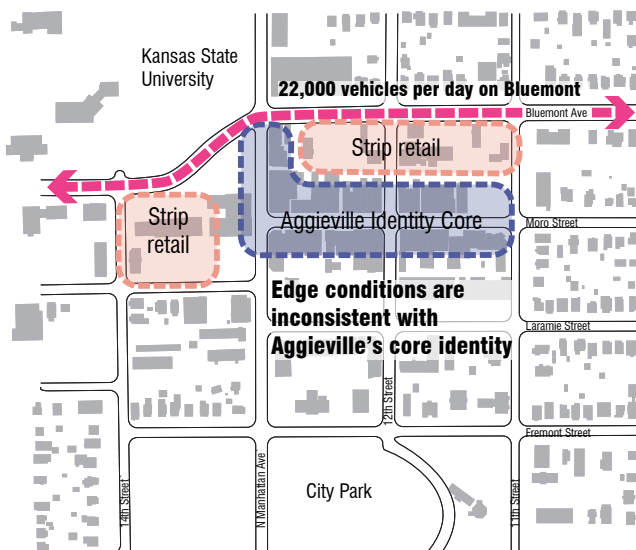 Kansas State
University
22,000 vehicles per day on Bluemont
Bluemont Ave
Strip retail
Strip
retail
Aggieville Identity Core
Moro Street
Edge conditions are
inconsistent with
Aggieville's core identity
Laramie Street
12th Street
Fremont Street
14th Street
N Manhattan Ave
City Park
11th Street